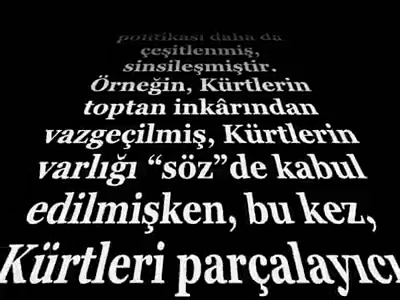 politikası daha da
çeşitlenmiş,
sinsileşmiştir.
Örneğin, Kürtlerin
toptan inkârından
vazgeçilmiş, Kürtlerin
varlığı “söz”de kabul
edilmişken, bu kez,
Kürtleri parçalayıcı